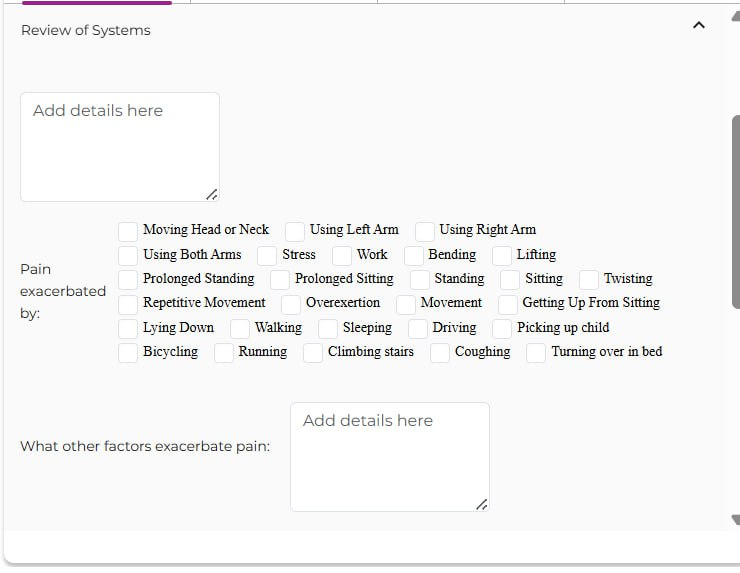 Review of Systems
Add details here
Pain exacerbated by:
Moving Head or Neck Using Left Arm Using Right Arm
Using Both Arms Stress Work Bending Lifting
Prolonged Standing Prolonged Sitting Standing Sitting Twisting
Repetitive Movement Overexertion Movement Getting Up From Sitting
Lying Down Walking Sleeping Driving Picking up child
Bicycling Running Climbing stairs Coughing Turning over in bed
What other factors exacerbate pain:
Add details here